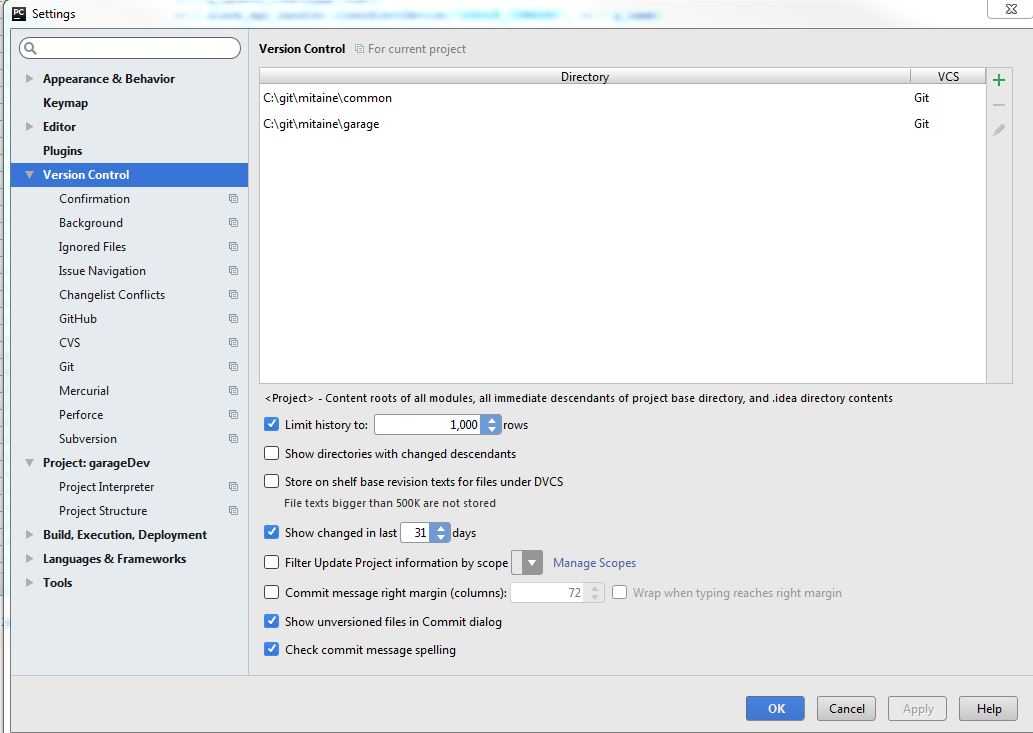 PC Settings
Version Control For current project
Appearance & Behavior
Keymap
Editor
Plugins
Version Control
Confirmation
Background
Ignored Files
Issue Navigation
Changelist Conflicts
GitHub
CVS
Git
Mercurial
Perforce
Subversion
Project: garageDev
Project Interpreter
Project Structure
Build, Execution, Deployment
Languages & Frameworks
Tools
Directory VCS
C:\git\mitaine\common Git
C:\git\mitaine\garage Git
<Project> - Content roots of all modules, all immediate descendants of project base directory, and .idea directory contents
Limit history to: 1,000 rows
Show directories with changed descendants
Store on shelf base revision texts for files under DVCS
File texts bigger than 500K are not stored
Show changed in last 31 days
Filter Update Project information by scope Manage Scopes
Commit message right margin (columns): 72 Wrap when typing reaches right margin
Show unversioned files in Commit dialog
Check commit message spelling
OK Cancel Apply Help